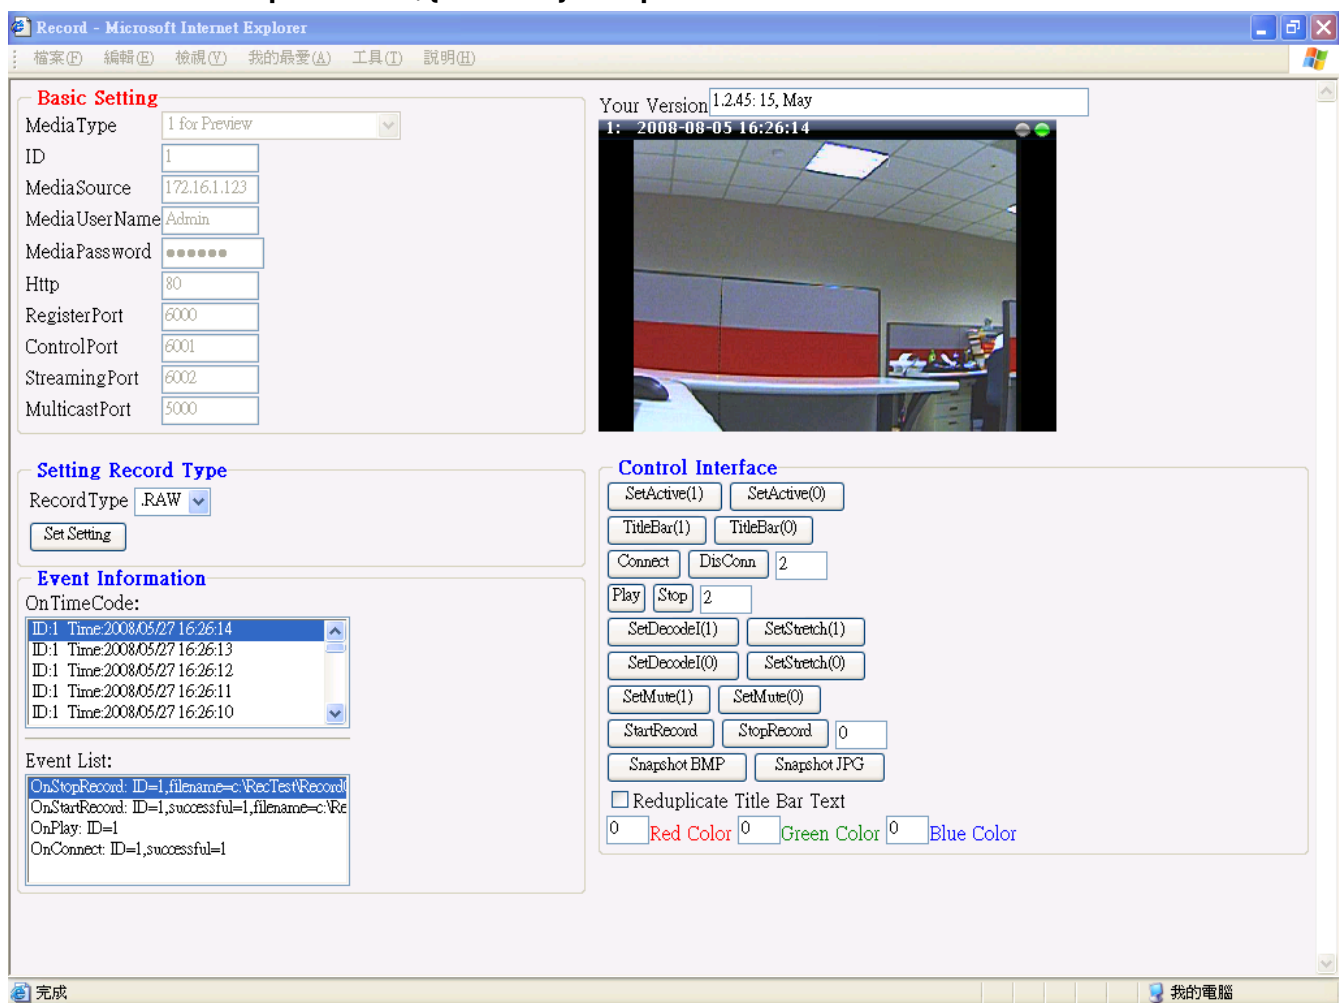 Record - Microsoft Internet Explorer
檔案(F) 編輯(E) 檢視(V) 我的最愛(A) 工具(T) 說明(H)
Basic Setting
MediaType 1 for Preview
ID 1
MediaSource 172.16.1.123
MediaUserName Admin
MediaPassword ●●●●●●
Http 80
RegisterPort 6000
ControlPort 6001
StreamingPort 6002
MulticastPort 5000
Your Version 1.2.45: 15, May
1: 2008-08-05 16:26:14
Setting Record Type
RecordType .RAW
Set Setting
Event Information
OnTimeCode:
ID:1 Time:2008/05/27 16:26:14
ID:1 Time:2008/05/27 16:26:13
ID:1 Time:2008/05/27 16:26:12
ID:1 Time:2008/05/27 16:26:11
ID:1 Time:2008/05/27 16:26:10
Event List:
OnStopRecord: ID=1,filename=c:\RecTest\Record
OnStartRecord: ID=1,successful=1,filename=c:\Re
OnPlay: ID=1
OnConnect: ID=1,successful=1
Control Interface
SetActive(1) SetActive(0)
TitleBar(1) TitleBar(0)
Connect DisConn 2
Play Stop 2
SetDecodeI(1) SetStretch(1)
SetDecodeI(0) SetStretch(0)
SetMute(1) SetMute(0)
StartRecord StopRecord 0
Snapshot BMP Snapshot JPG
Reduplicate Title Bar Text
0 Red Color 0 Green Color 0 Blue Color
完成 我的電腦